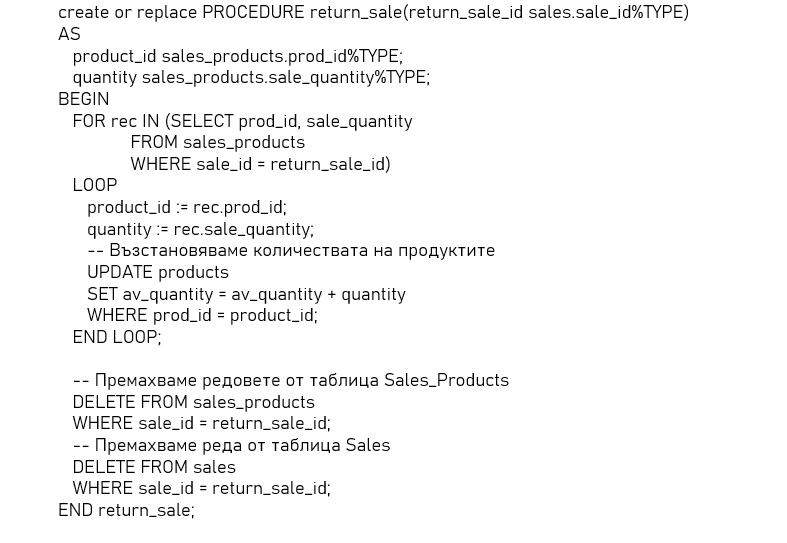 create or replace PROCEDURE return_sale(return_sale_id sales.sale_id%TYPE)
AS
product_id sales_products.prod_id%TYPE;
quantity sales_products.sale_quantity%TYPE;
BEGIN
FOR rec IN (SELECT prod_id, sale_quantity
FROM sales_products
WHERE sale_id = return_sale_id)
LOOP
product_id := rec.prod_id;
quantity := rec.sale_quantity;
-- Възстановяваме количествата на продуктите
UPDATE products
SET av_quantity = av_quantity + quantity
WHERE prod_id = product_id;
END LOOP;
-- Премахваме редовете от таблица Sales_Products
DELETE FROM sales_products
WHERE sale_id = return_sale_id;
-- Премахваме реда от таблица Sales
DELETE FROM sales
WHERE sale_id = return_sale_id;
END return_sale;